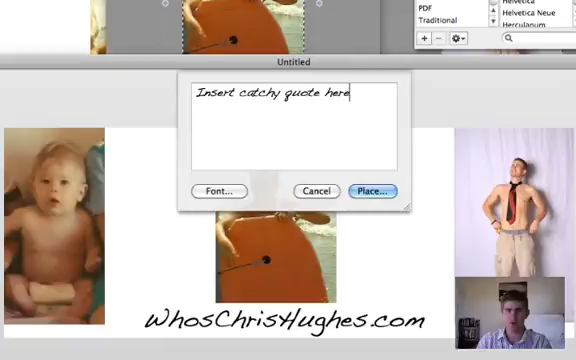 Helvetica
PDF
Helvetica Neue
Traditional
Herculanum
Untitled
Insert catchy quote here
Font...
Cancel
Place...
WhosChrisHughes.com